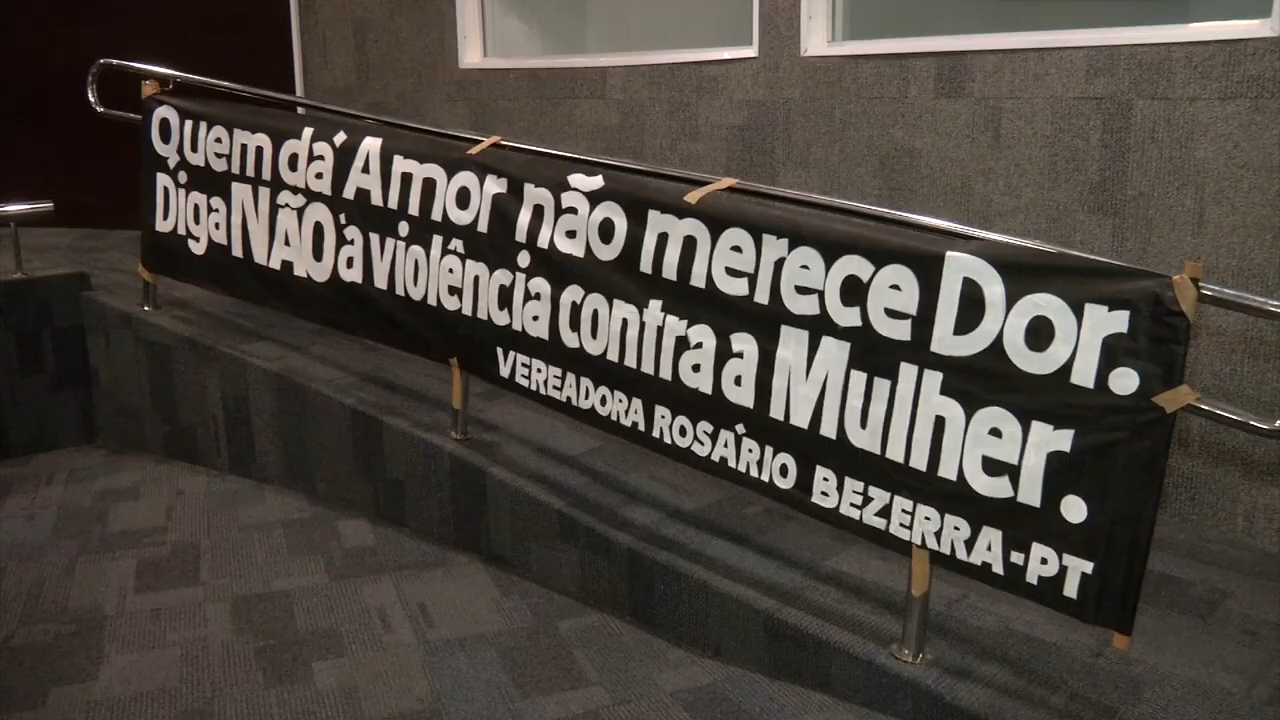 Quem dá Amor não merece Dor.
Diga NÃO à violência contra a Mulher.
VEREADORA ROSÁRIO BEZERRA-PT